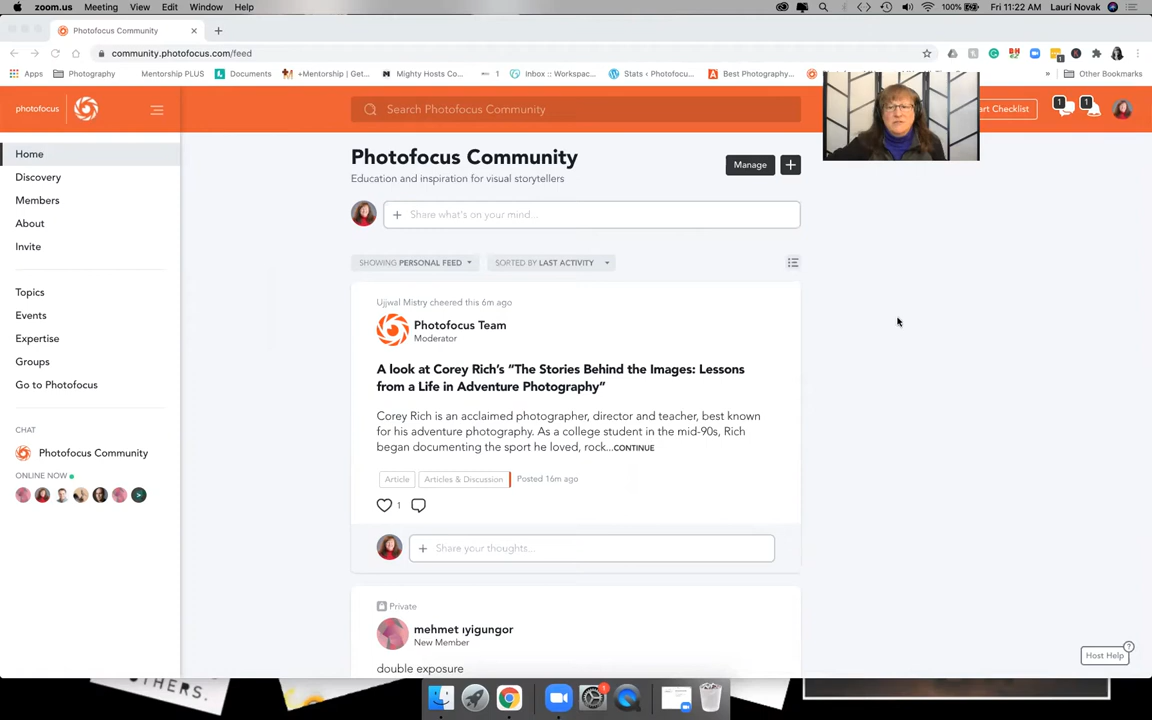 zoom.us Meeting View Edit Window Help 100% Fri 11:22 AM Lauri Novak
Photofocus Community
community.photofocus.com/feed
Apps Photography Mentorship PLUS Documents +Mentorship | Get... Mighty Hosts Co... 1 Inbox :: Workspac... Stats ‹ Photofocu... Best Photography... » Other Bookmarks
photofocus Search Photofocus Community art Checklist 1 1
Home
Discovery
Members
About
Invite
Topics
Events
Expertise
Groups
Go to Photofocus
CHAT
Photofocus Community
ONLINE NOW
Photofocus Community
Education and inspiration for visual storytellers
Manage +
+ Share what's on your mind...
SHOWING PERSONAL FEED SORTED BY LAST ACTIVITY
Ujjwal Mistry cheered this 6m ago
Photofocus Team
Moderator
A look at Corey Rich's “The Stories Behind the Images: Lessons
from a Life in Adventure Photography”
Corey Rich is an acclaimed photographer, director and teacher, best known
for his adventure photography. As a college student in the mid-90s, Rich
began documenting the sport he loved, rock...CONTINUE
Article Articles & Discussion Posted 16m ago
1
+ Share your thoughts...
Private
mehmet ıyigungor
New Member
double exposure
Host Help ?
THERS.
1